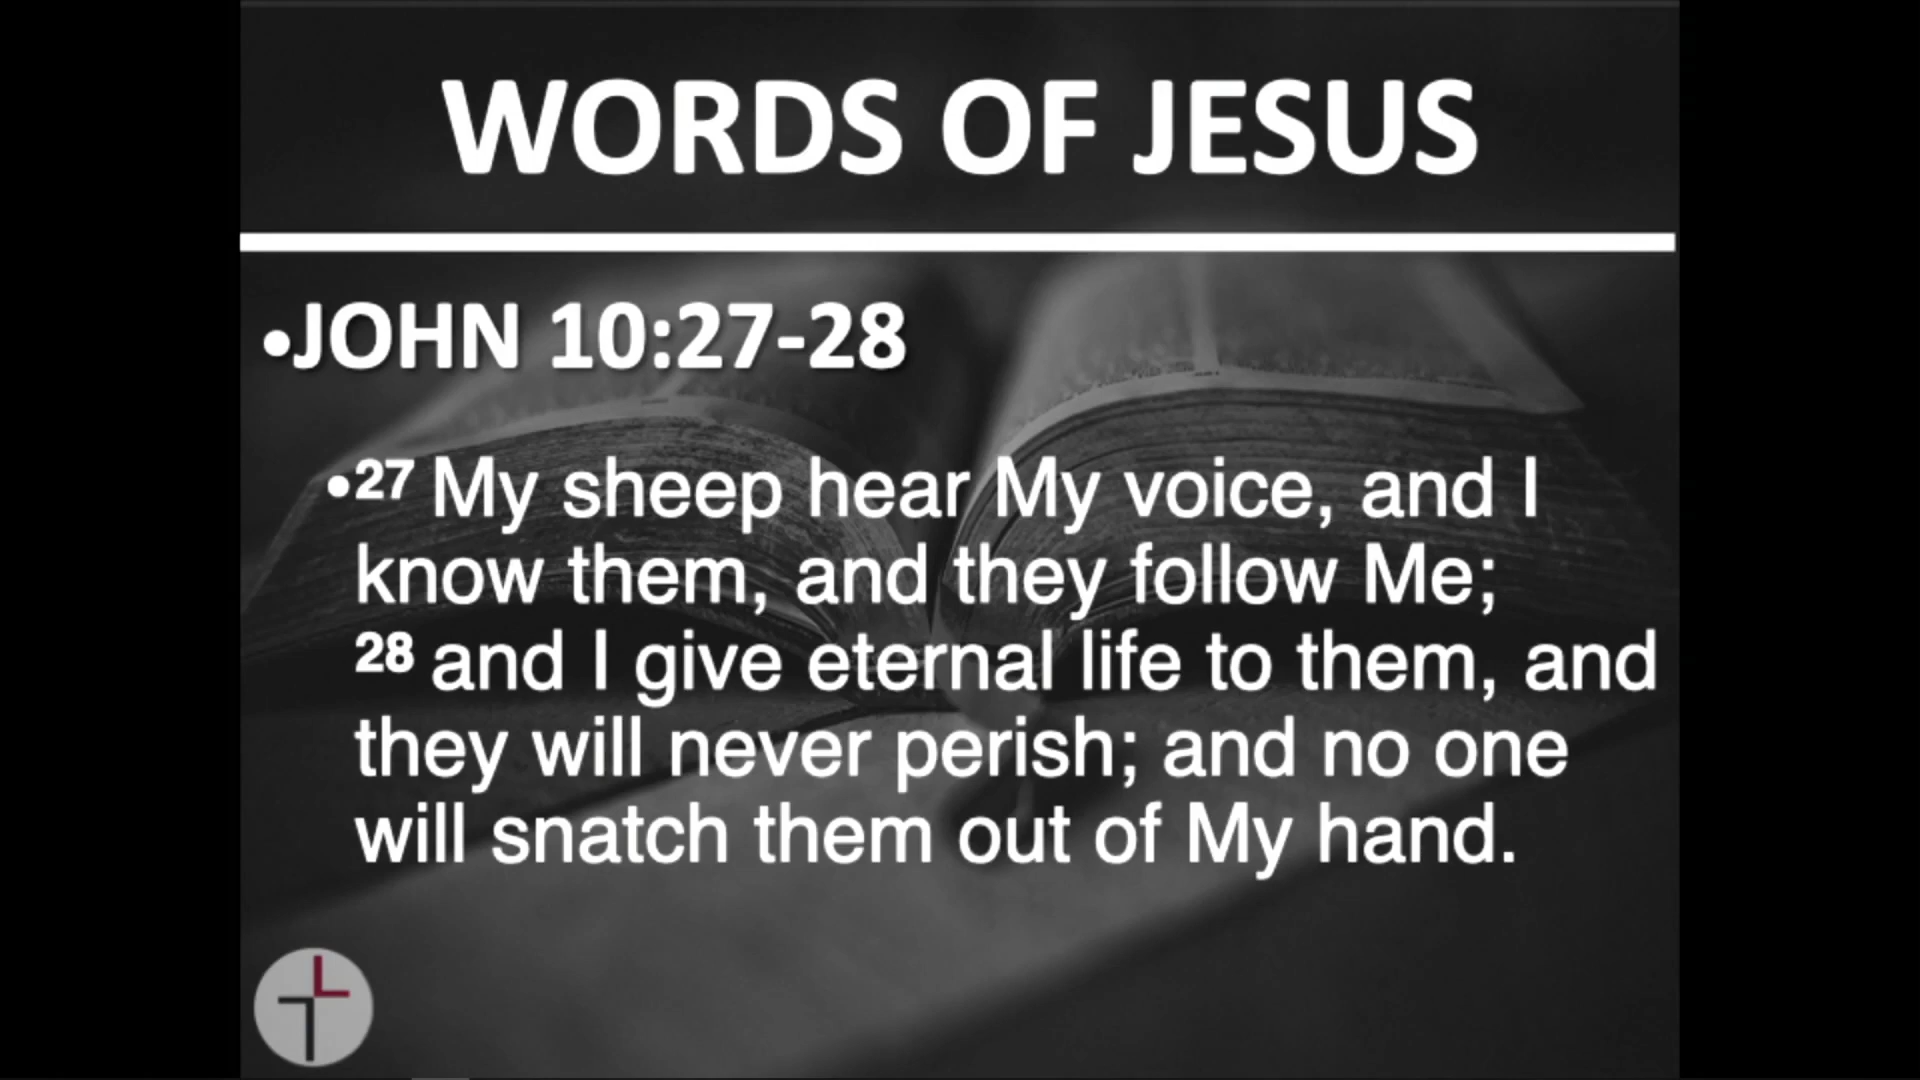 WORDS OF JESUS
•JOHN 10:27-28
•27 My sheep hear My voice, and I
know them, and they follow Me;
28 and I give eternal life to them, and
they will never perish; and no one
will snatch them out of My hand.